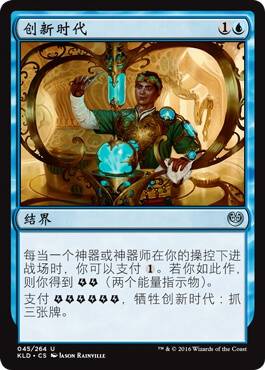 创新时代 1
结界
每当一个神器或神器师在你的操控下进
战场时，你可以支付 1。若你如此作，
则你得到 （两个能量指示物）。
支付 ，牺牲创新时代：抓
三张牌。
045/264 U
KLD • CS JASON RAINVILLE
™ & © 2016 Wizards of the Coast